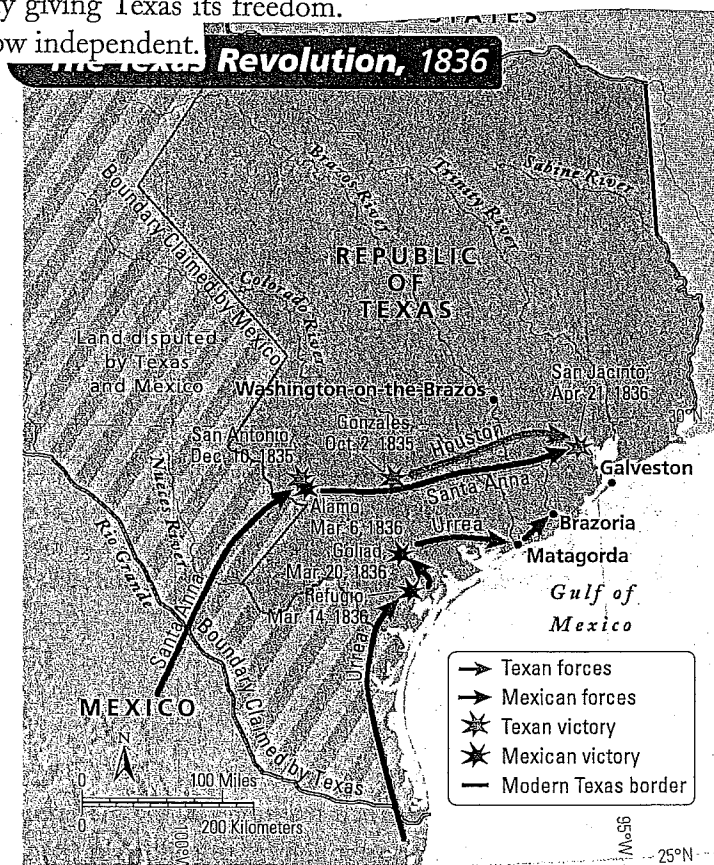 y giving Texas its freedom.
ow independent.
The Texas Revolution, 1836
D STATES
Brazos River
Trinity River
Sabine River
Boundary Claimed by Mexico
REPUBLIC
OF
TEXAS
Colorado River
Land disputed
by Texas
and Mexico
Washington-on-the-Brazos
San Jacinto,
Apr. 21, 1836
30°N
San Antonio,
Dec. 10, 1835
Gonzales,
Oct. 2, 1835
Houston
Santa Anna
Galveston
Nueces River
Alamo,
Mar. 6, 1836
Urrea
Brazoria
Matagorda
Goliad,
Mar. 20, 1836
Rio Grande
Refugio,
Mar. 14, 1836
Gulf of
Mexico
Santa Anna
Urrea
Boundary Claimed by Texas
MEXICO
N
0 100 Miles
0 200 Kilometers
100°W
Texan forces
Mexican forces
Texan victory
Mexican victory
Modern Texas border
95°W
25°N